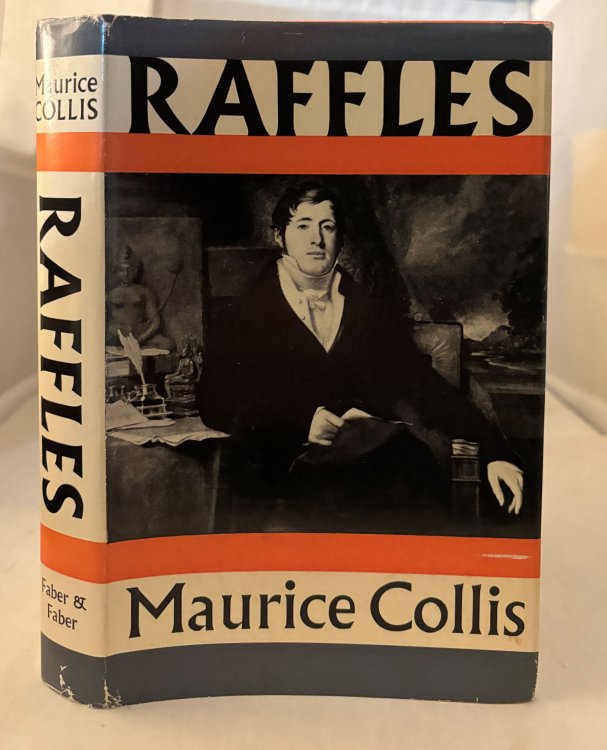 Maurice
COLLIS
RAFFLES
Faber &
Faber
RAFFLES
Maurice Collis